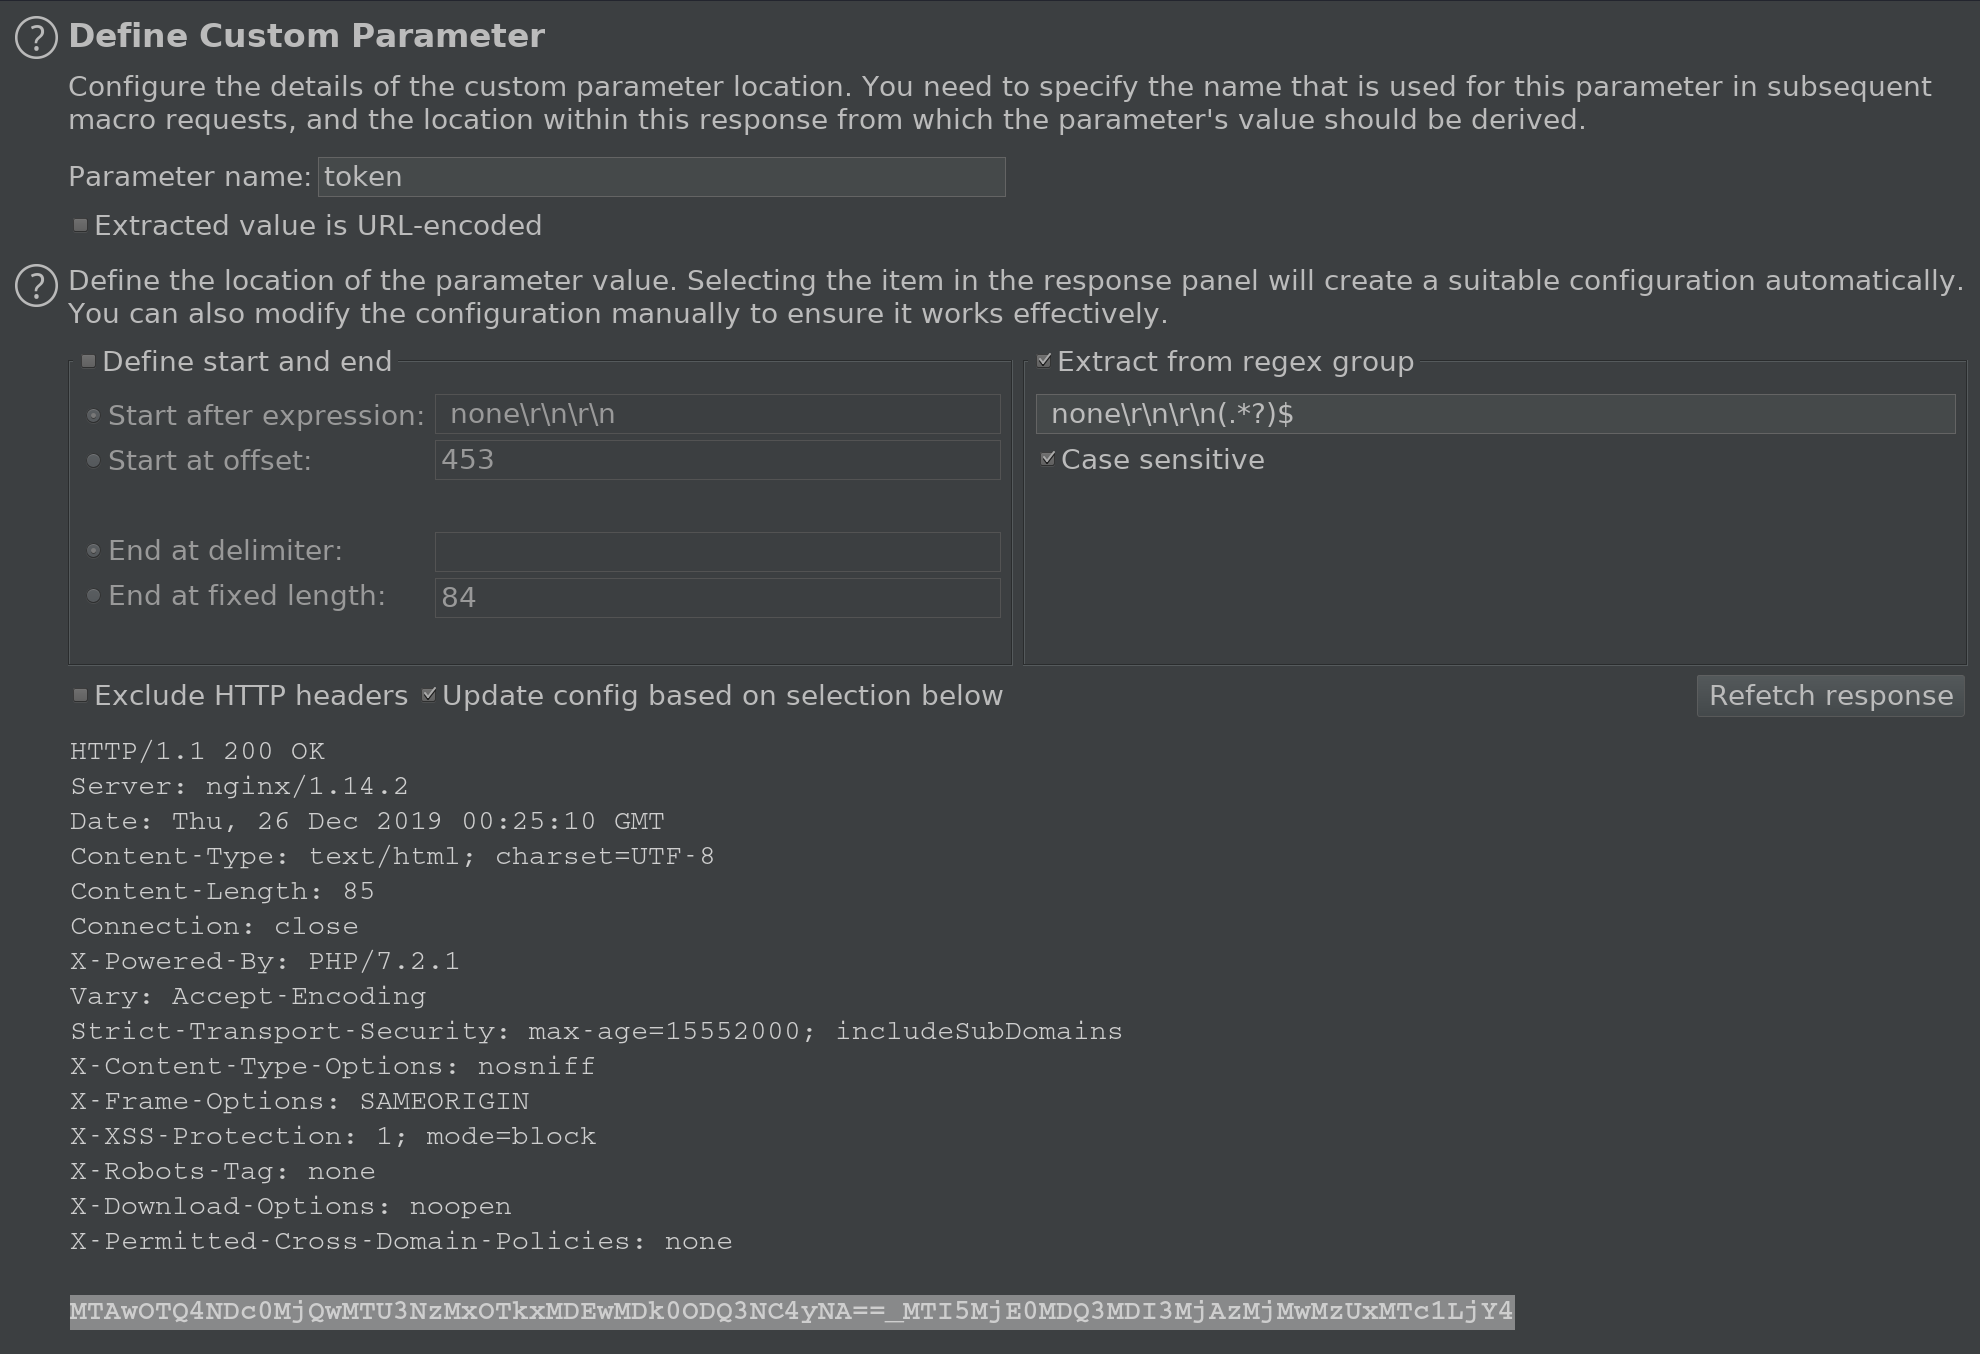 Define Custom Parameter
Configure the details of the custom parameter location. You need to specify the name that is used for this parameter in subsequent
macro requests, and the location within this response from which the parameter's value should be derived.
Parameter name: token
Extracted value is URL-encoded
Define the location of the parameter value. Selecting the item in the response panel will create a suitable configuration automatically.
You can also modify the configuration manually to ensure it works effectively.
Define start and end
Start after expression: none\r\n\r\n
Start at offset: 453
End at delimiter:
End at fixed length: 84
Extract from regex group
none\r\n\r\n(.*?)$
Case sensitive
Exclude HTTP headers Update config based on selection below Refetch response
HTTP/1.1 200 OK
Server: nginx/1.14.2
Date: Thu, 26 Dec 2019 00:25:10 GMT
Content-Type: text/html; charset=UTF-8
Content-Length: 85
Connection: close
X-Powered-By: PHP/7.2.1
Vary: Accept-Encoding
Strict-Transport-Security: max-age=15552000; includeSubDomains
X-Content-Type-Options: nosniff
X-Frame-Options: SAMEORIGIN
X-XSS-Protection: 1; mode=block
X-Robots-Tag: none
X-Download-Options: noopen
X-Permitted-Cross-Domain-Policies: none
MTAwOTQ4NDc0MjQwMTU3NzMxOTkxMDEwMDk0ODQ3NC4yNA==_MTI5MjE0MDQ3MDI3MjAzMjMwMzUxMTc1LjY4